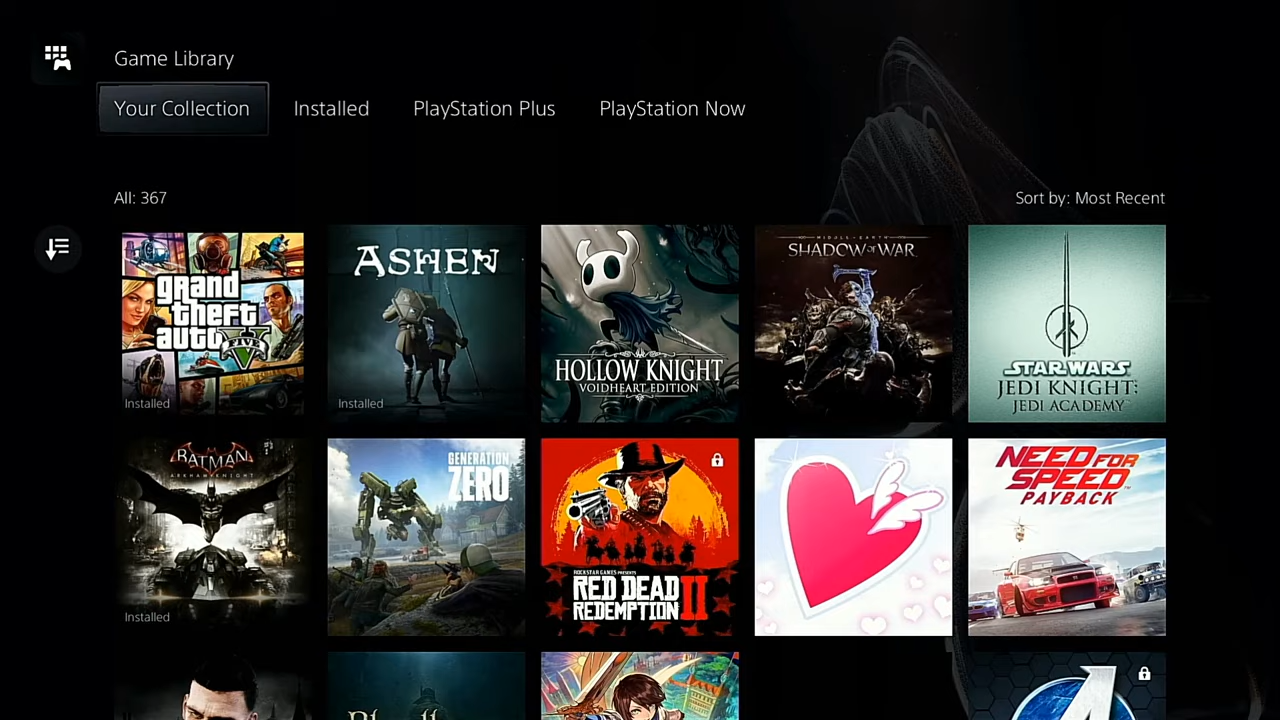 Game Library
Your Collection
Installed
PlayStation Plus
PlayStation Now
All: 367
Sort by: Most Recent
grand
theft
auto
V
FIVE
Installed
ASHEN
Installed
HOLLOW KNIGHT
VOIDHEART EDITION
MIDDLE-EARTH
SHADOW OF WAR
STAR WARS
JEDI KNIGHT:
JEDI ACADEMY
BATMAN
ARKHAM KNIGHT
Installed
GENERATION
ZERO
ROCKSTAR GAMES PRESENTS
RED DEAD
REDEMPTION II
NEED FOR
SPEED
PAYBACK